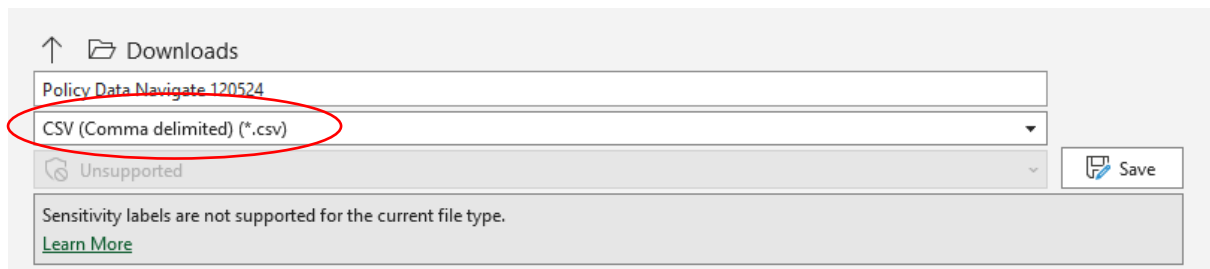 Downloads
Policy Data Navigate 120524
CSV (Comma delimited) (*.csv)
Unsupported
Save
Sensitivity labels are not supported for the current file type.
Learn More